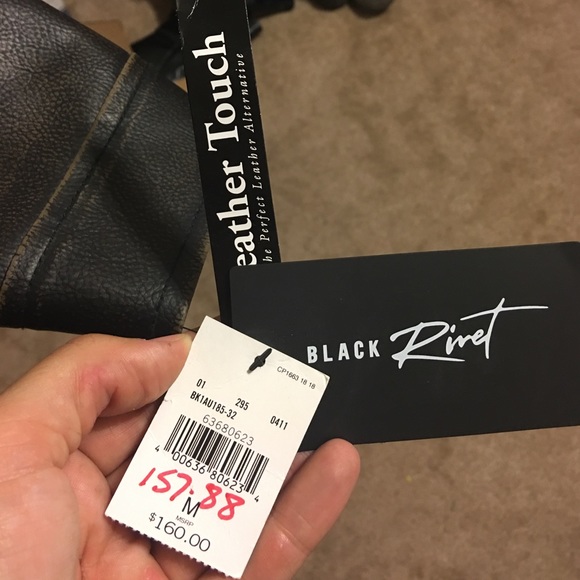 eather Touch
he Perfect Leather Alternative
BLACK Rivet
CP1663 18 18
01 295 0411
BK1AU185-32
63680623
4 00636 80623 4
157.88
M
MSRP
$160.00